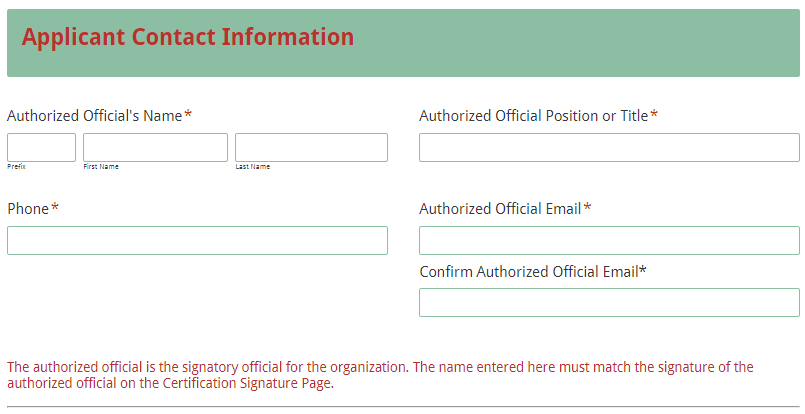 Applicant Contact Information
Authorized Official's Name*
Authorized Official Position or Title*
Prefix
First Name
Last Name
Phone*
Authorized Official Email*
Confirm Authorized Official Email*
The authorized official is the signatory official for the organization. The name entered here must match the signature of the
authorized official on the Certification Signature Page.